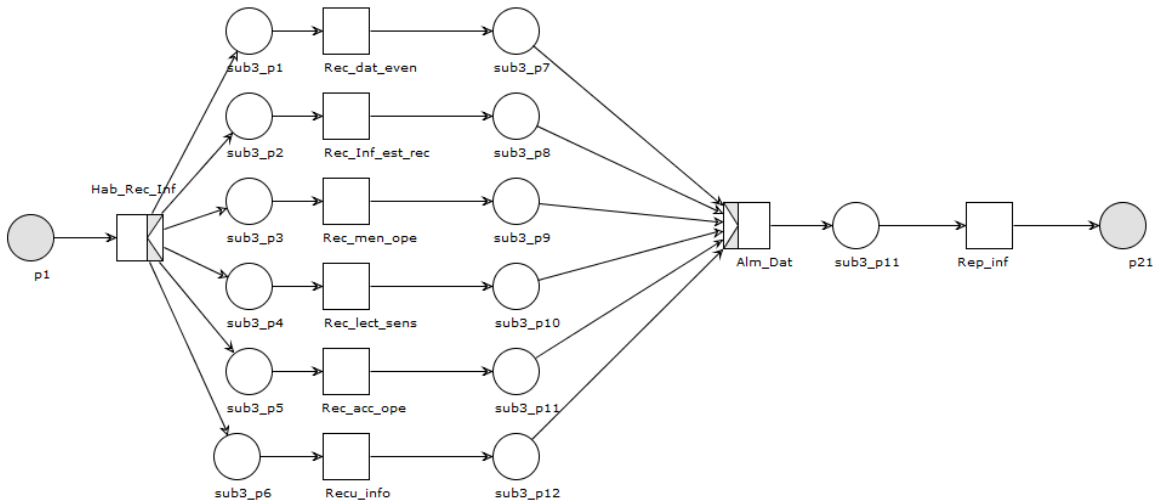 sub3_p1 Rec_dat_even sub3_p7
sub3_p2 Rec_Inf_est_rec sub3_p8
Hab_Rec_Inf
sub3_p3 Rec_men_ope sub3_p9
p1 Alm_Dat sub3_p11 Rep_inf p21
sub3_p4 Rec_lect_sens sub3_p10
sub3_p5 Rec_acc_ope sub3_p11
sub3_p6 Recu_info sub3_p12